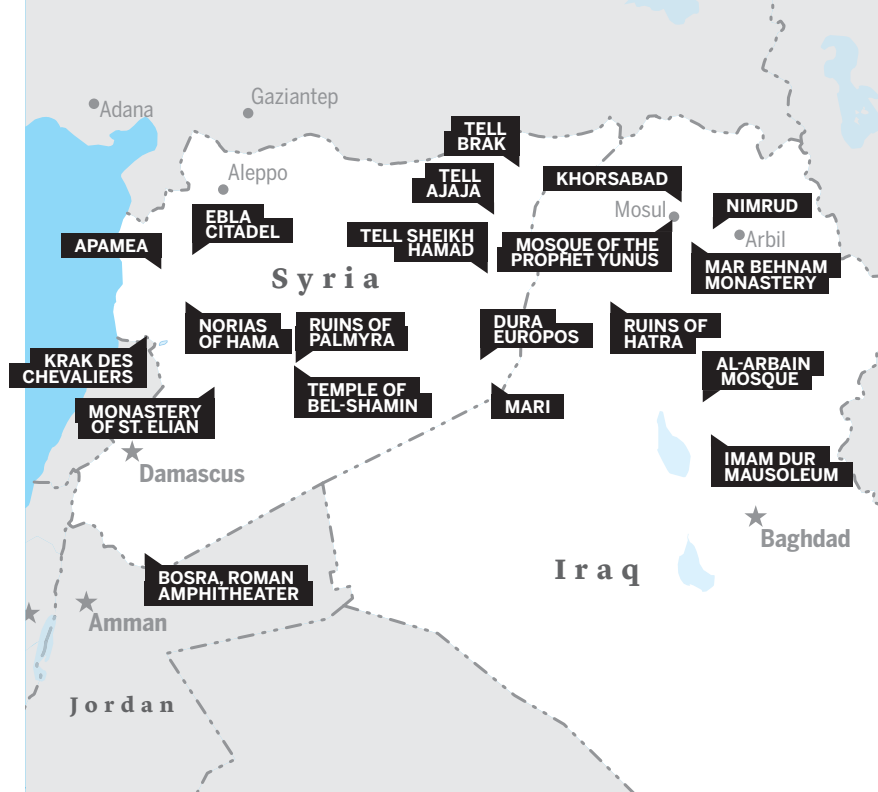 Gaziantep
Adana
TELL
BRAK
Aleppo
TELL
AJAJA
KHORSABAD
Mosul
NIMRUD
EBLA
CITADEL
APAMEA
TELL SHEIKH
HAMAD
MOSQUE OF THE
PROPHET YUNUS
Arbil
MAR BEHNAM
MONASTERY
Syria
NORIAS
OF HAMA
RUINS OF
PALMYRA
DURA
EUROPOS
RUINS OF
HATRA
KRAK DES
CHEVALIERS
AL-ARBAIN
MOSQUE
TEMPLE OF
BEL-SHAMIN
MARI
MONASTERY
OF ST. ELIAN
Damascus
IMAM DUR
MAUSOLEUM
Baghdad
Iraq
BOSRA, ROMAN
AMPHITHEATER
Amman
Jordan